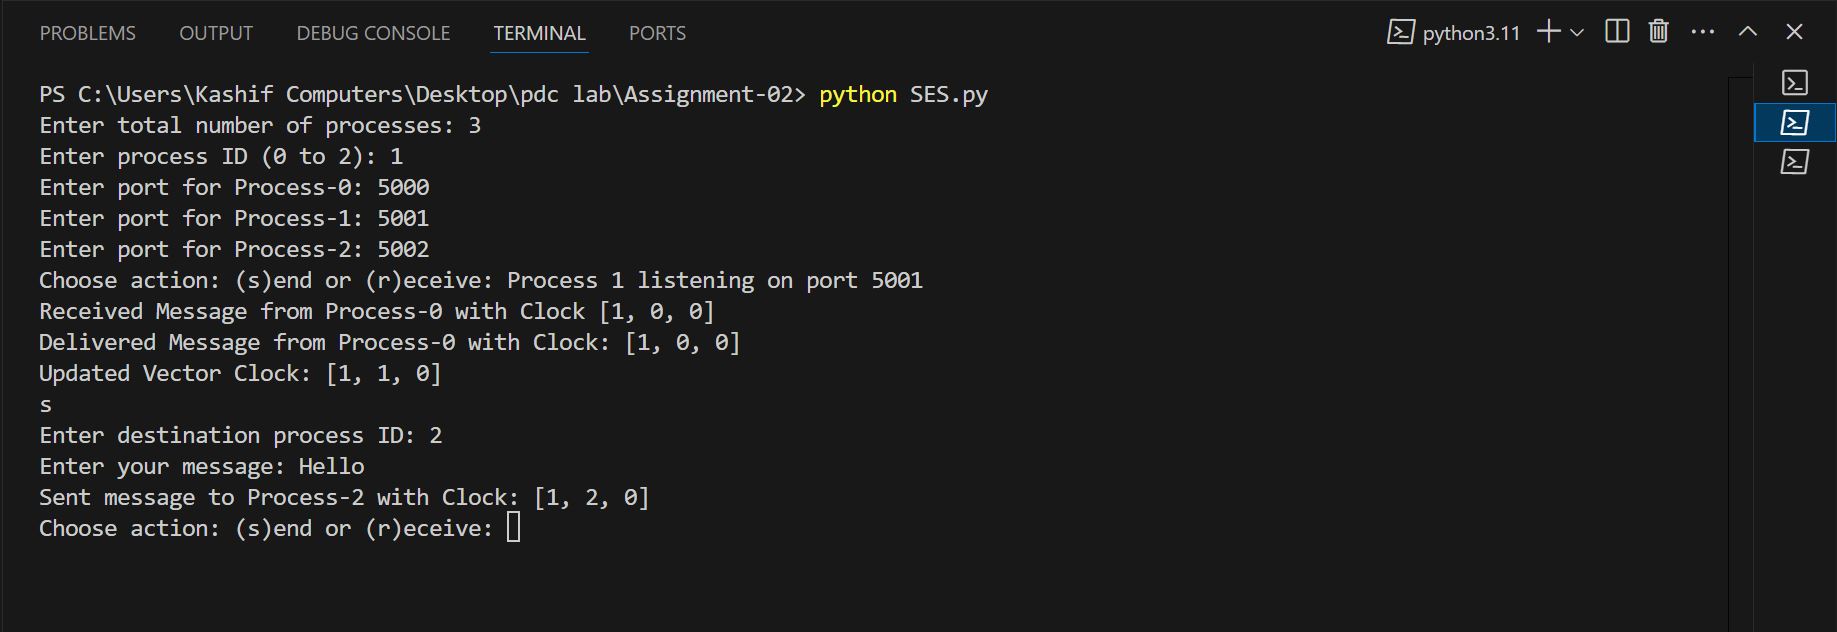 PROBLEMS OUTPUT DEBUG CONSOLE TERMINAL PORTS python3.11
PS C:\Users\Kashif Computers\Desktop\pdc lab\Assignment-02> python SES.py
Enter total number of processes: 3
Enter process ID (0 to 2): 1
Enter port for Process-0: 5000
Enter port for Process-1: 5001
Enter port for Process-2: 5002
Choose action: (s)end or (r)eceive: Process 1 listening on port 5001
Received Message from Process-0 with Clock [1, 0, 0]
Delivered Message from Process-0 with Clock: [1, 0, 0]
Updated Vector Clock: [1, 1, 0]
s
Enter destination process ID: 2
Enter your message: Hello
Sent message to Process-2 with Clock: [1, 2, 0]
Choose action: (s)end or (r)eceive: